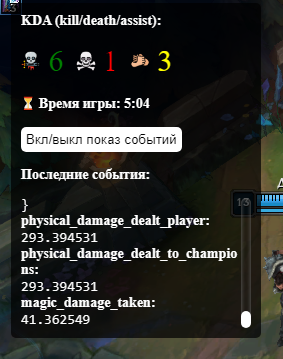 KDA (kill/death/assist):
6 1 3
Время игры: 5:04
Вкл/выкл показ событий
Последние события:
}
physical_damage_dealt_player:
293.394531
physical_damage_dealt_to_champio
ns:
293.394531
magic_damage_taken:
41.362549
13